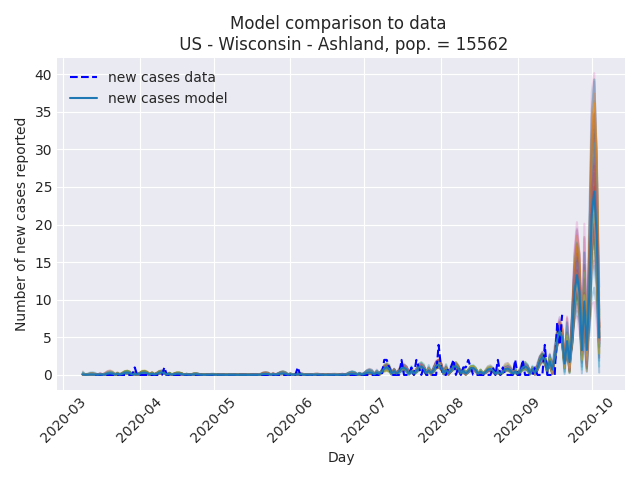 Model comparison to data
US - Wisconsin - Ashland, pop. = 15562
new cases data
new cases model
Number of new cases reported
40
35
30
25
20
15
10
5
0
2020-03
2020-04
2020-05
2020-06
2020-07
2020-08
2020-09
2020-10
Day